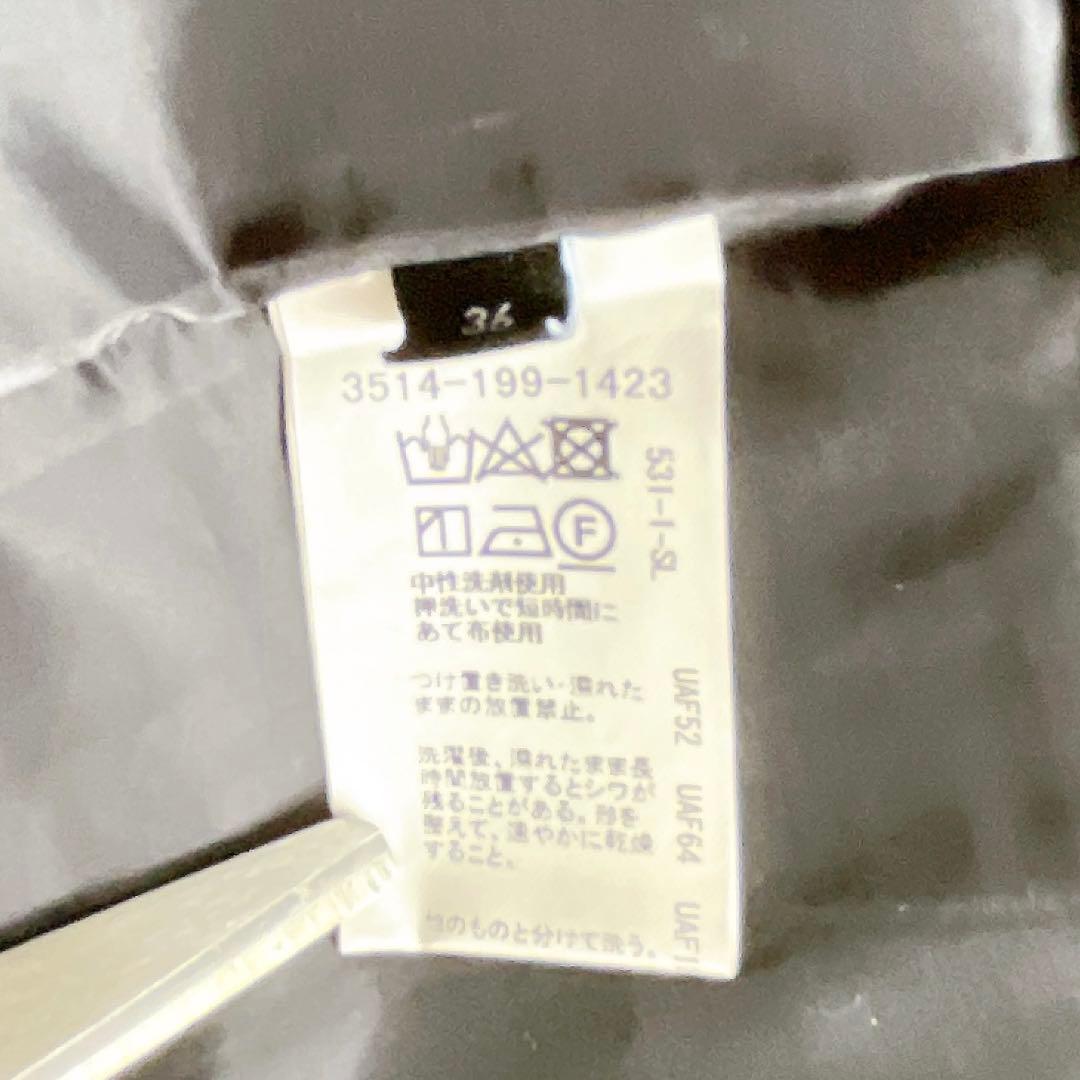 36
3514-199-1423
F
531-1-SL
中性洗剤使用
押洗いで短時間に
あて布使用
つけ置き洗い・濡れた
ままの放置禁止。
洗濯後、濡れたまま長
時間放置するとシワが
残ることがある。形を
整えて、速やかに乾燥
すること。
他のものと分けて洗う。
UAF52 UAF64